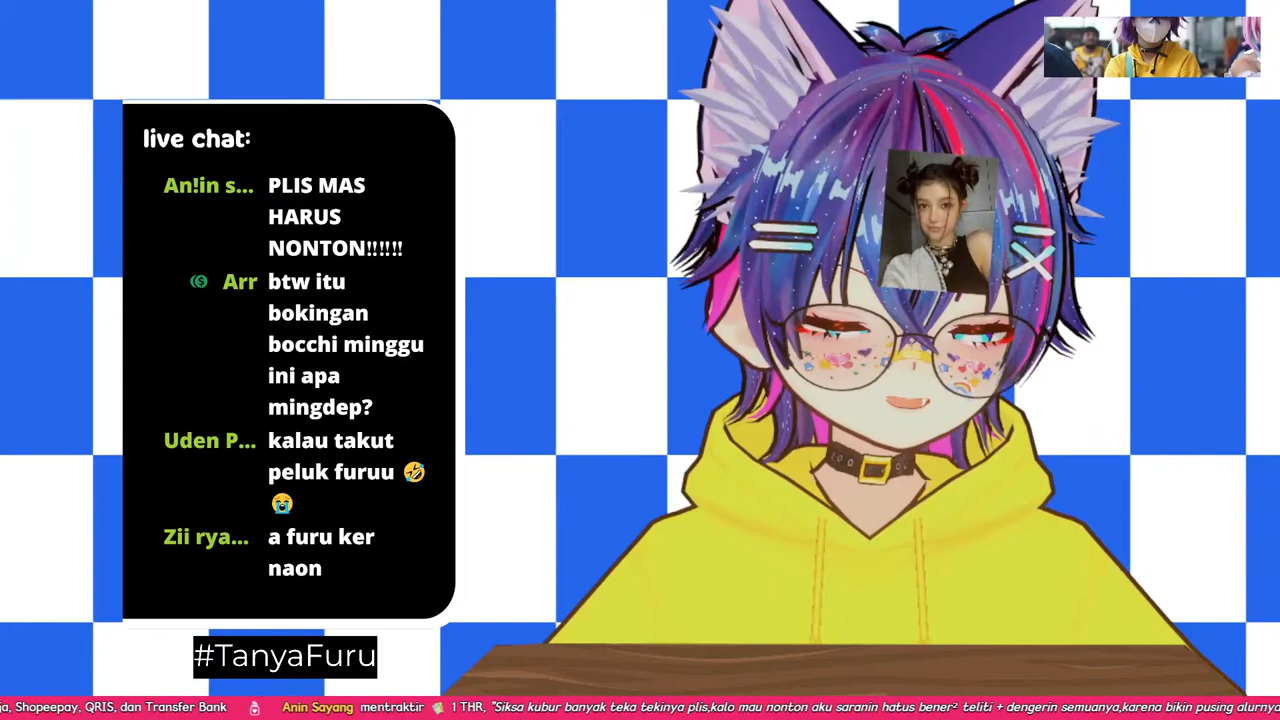 live chat:
An!in s... PLIS MAS
HARUS
NONTON!!!!!!
Arr btw itu
bokingan
bocchi minggu
ini apa
mingdep?
Uden P... kalau takut
peluk furuu 🤣
😭
Zii rya... a furu ker
naon
#TanyaFuru
ja, Shopeepay, QRIS, dan Transfer Bank Anin Sayang mentraktir 1 THR, "Siksa kubur banyak teka tekinya plis,kalo mau nonton aku saranin hatus bener² teliti + dengerin semuanya,karena bikin pusing alurnya